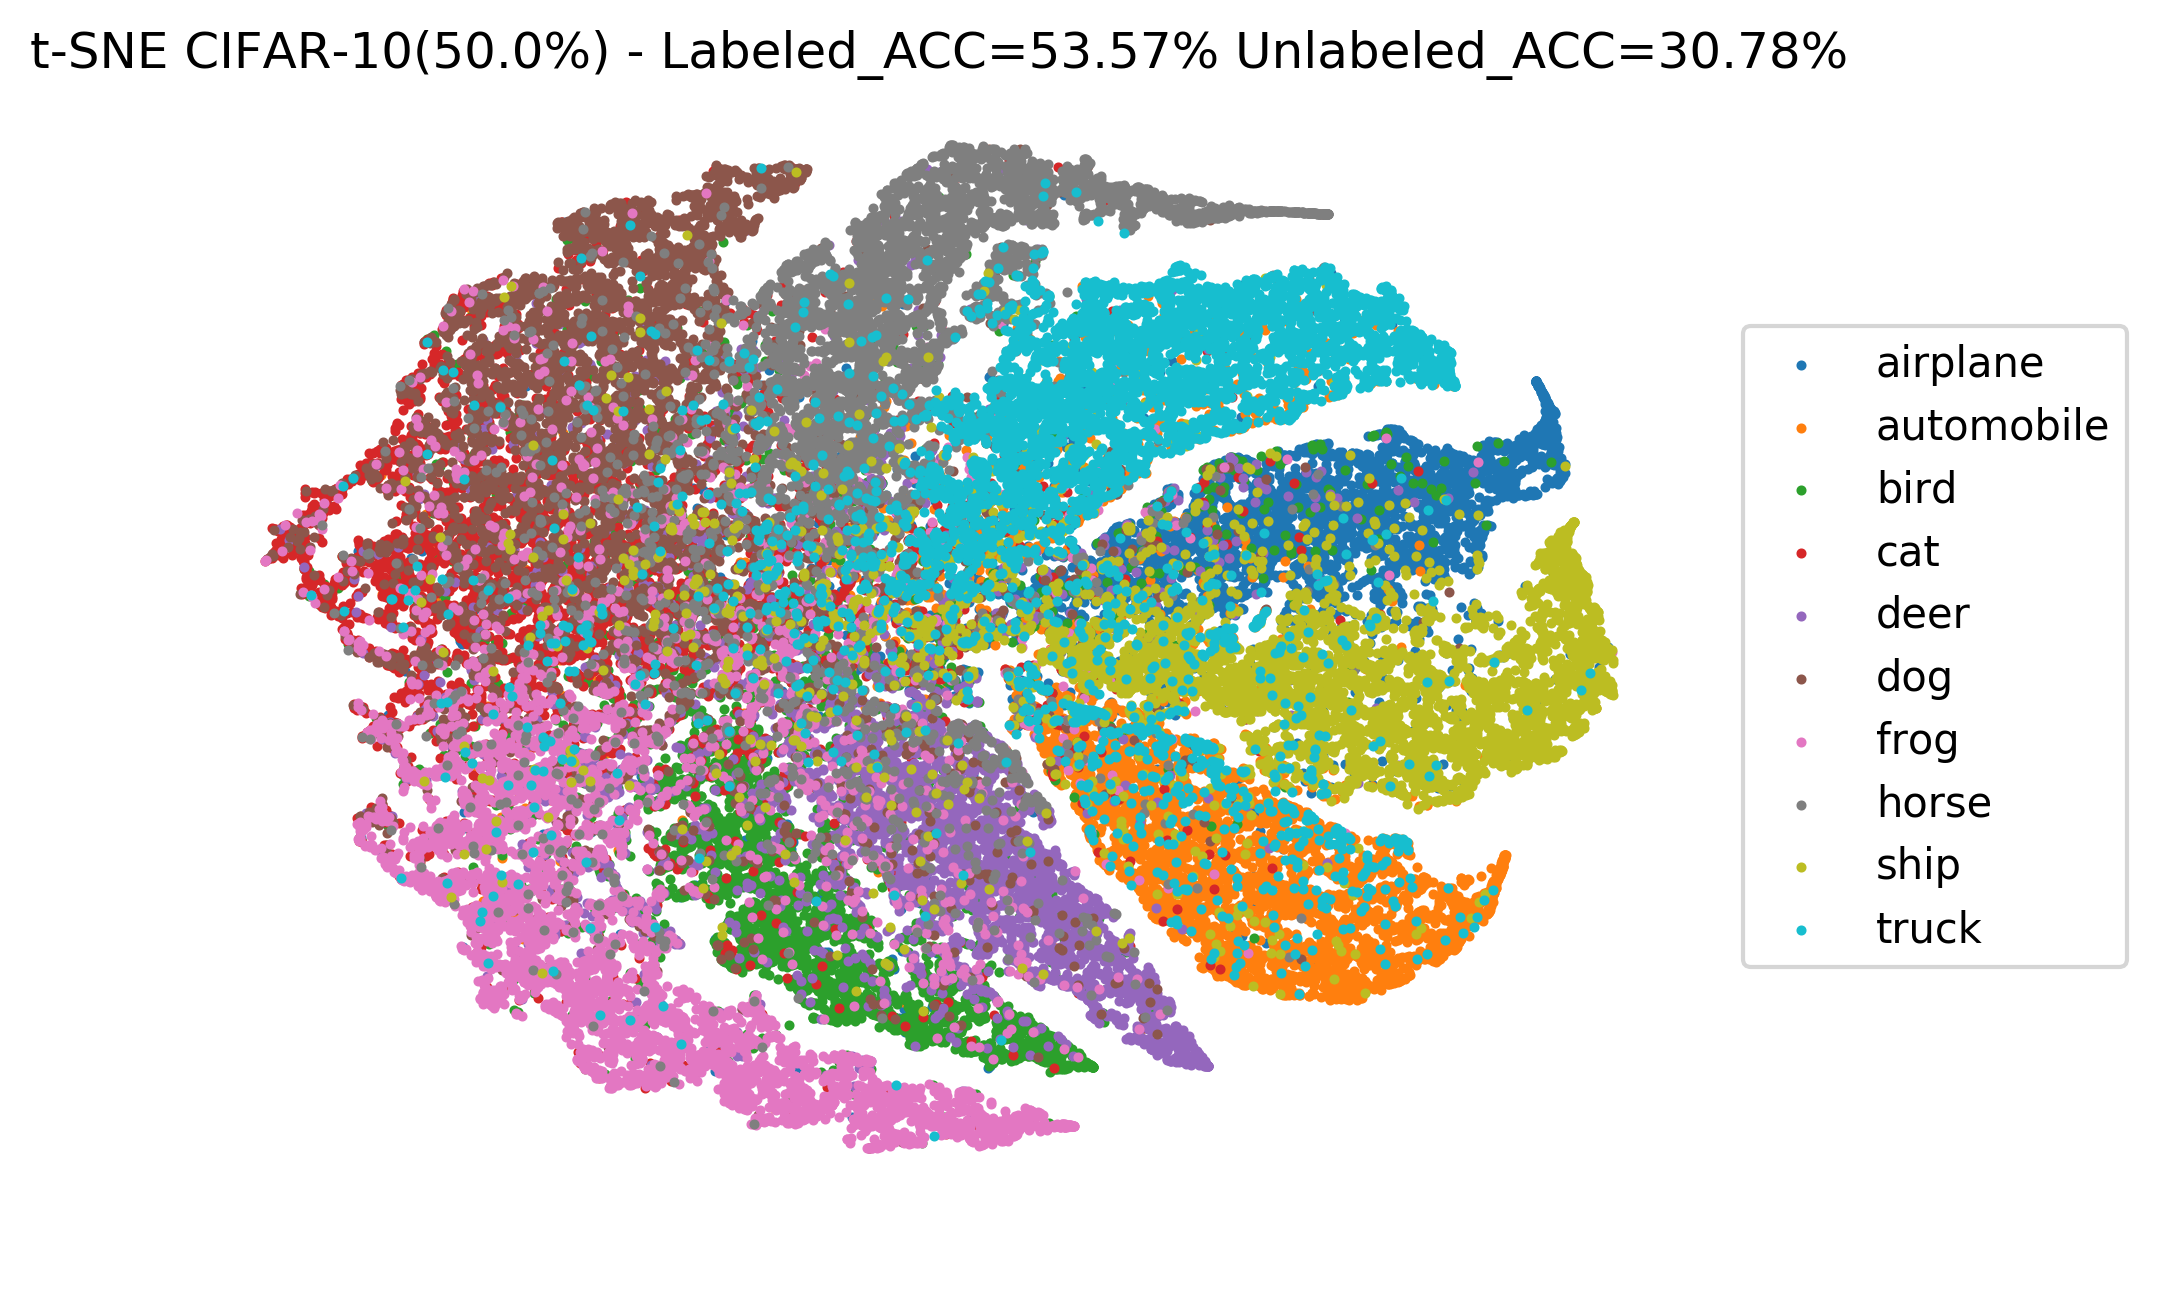 t-SNE CIFAR-10(50.0%) - Labeled_ACC=53.57% Unlabeled_ACC=30.78%
airplane
automobile
bird
cat
deer
dog
frog
horse
ship
truck